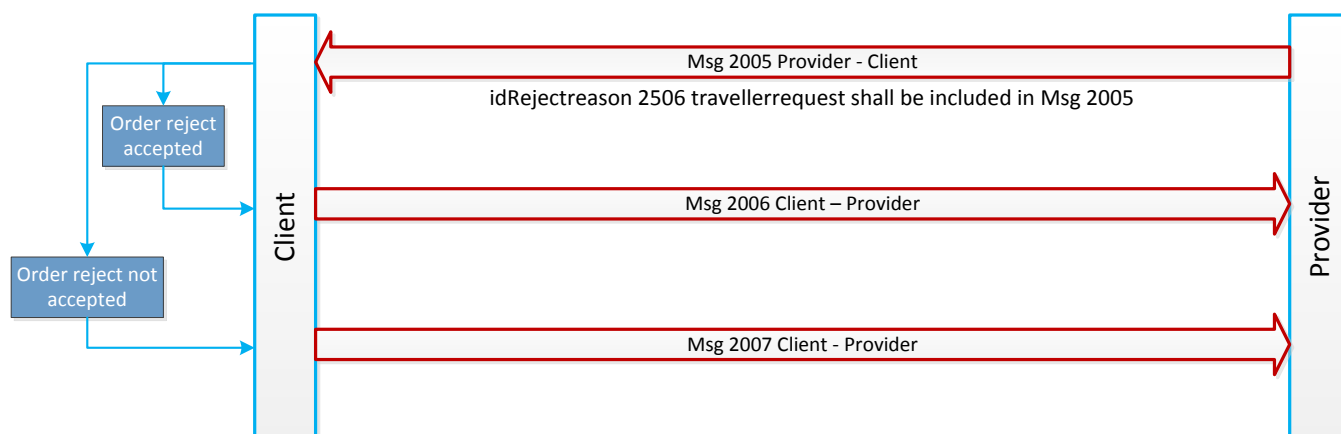 Msg 2005 Provider - Client
idRejectreason 2506 travellerrequest shall be included in Msg 2005
Order reject
accepted
Msg 2006 Client – Provider
Client
Provider
Order reject not
accepted
Msg 2007 Client - Provider